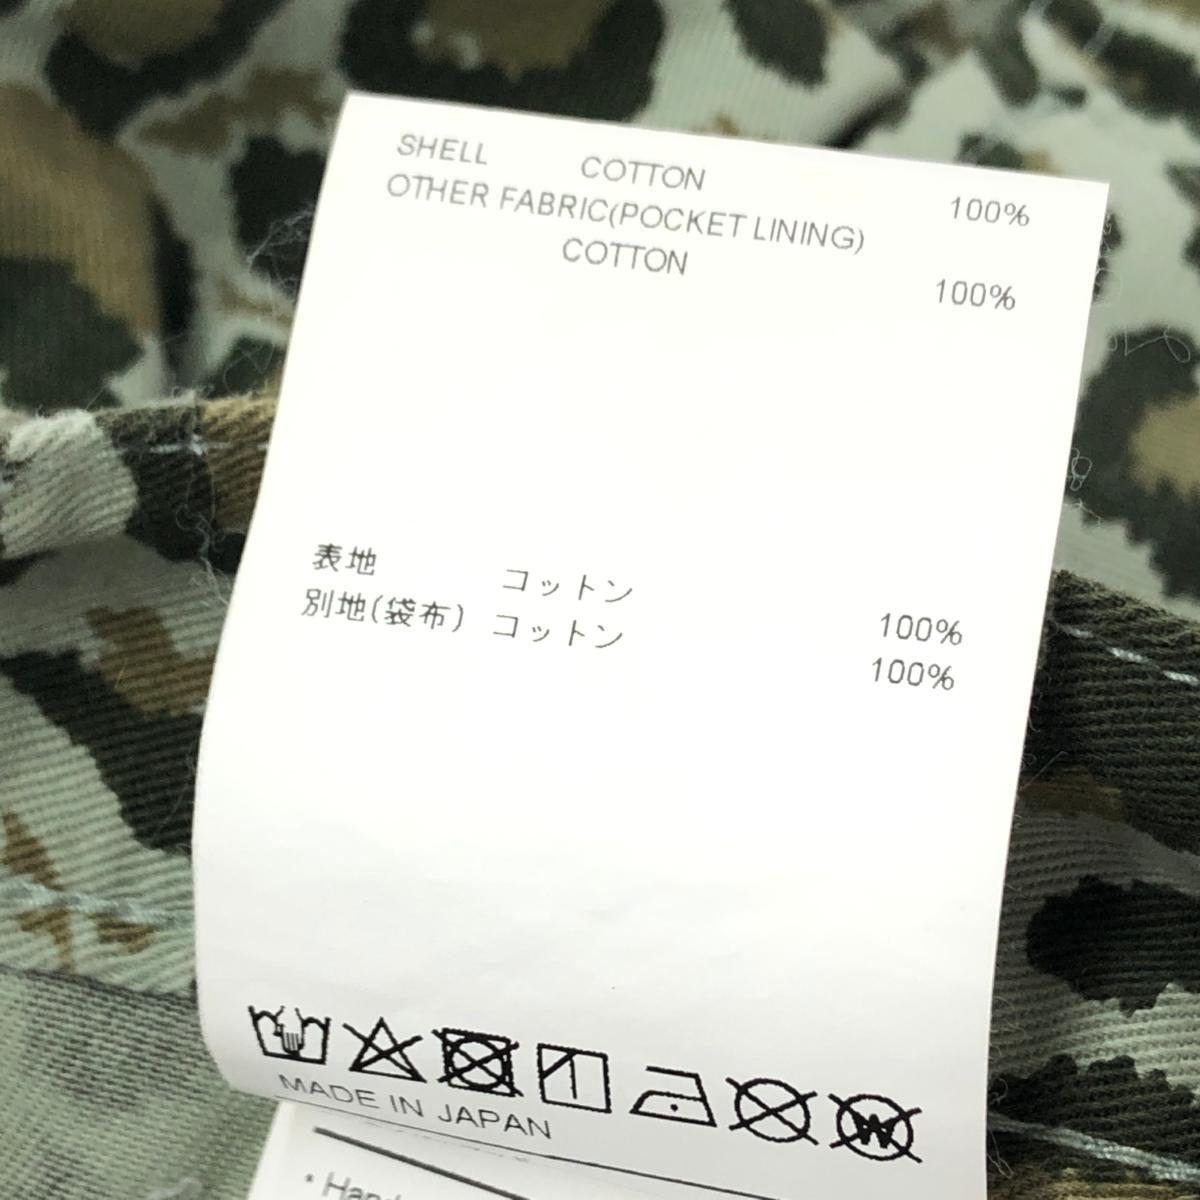 SHELL COTTON 100%
OTHER FABRIC(POCKET LINING)
COTTON 100%
表地 コットン 100%
別地(袋布) コットン 100%
W
MADE IN JAPAN